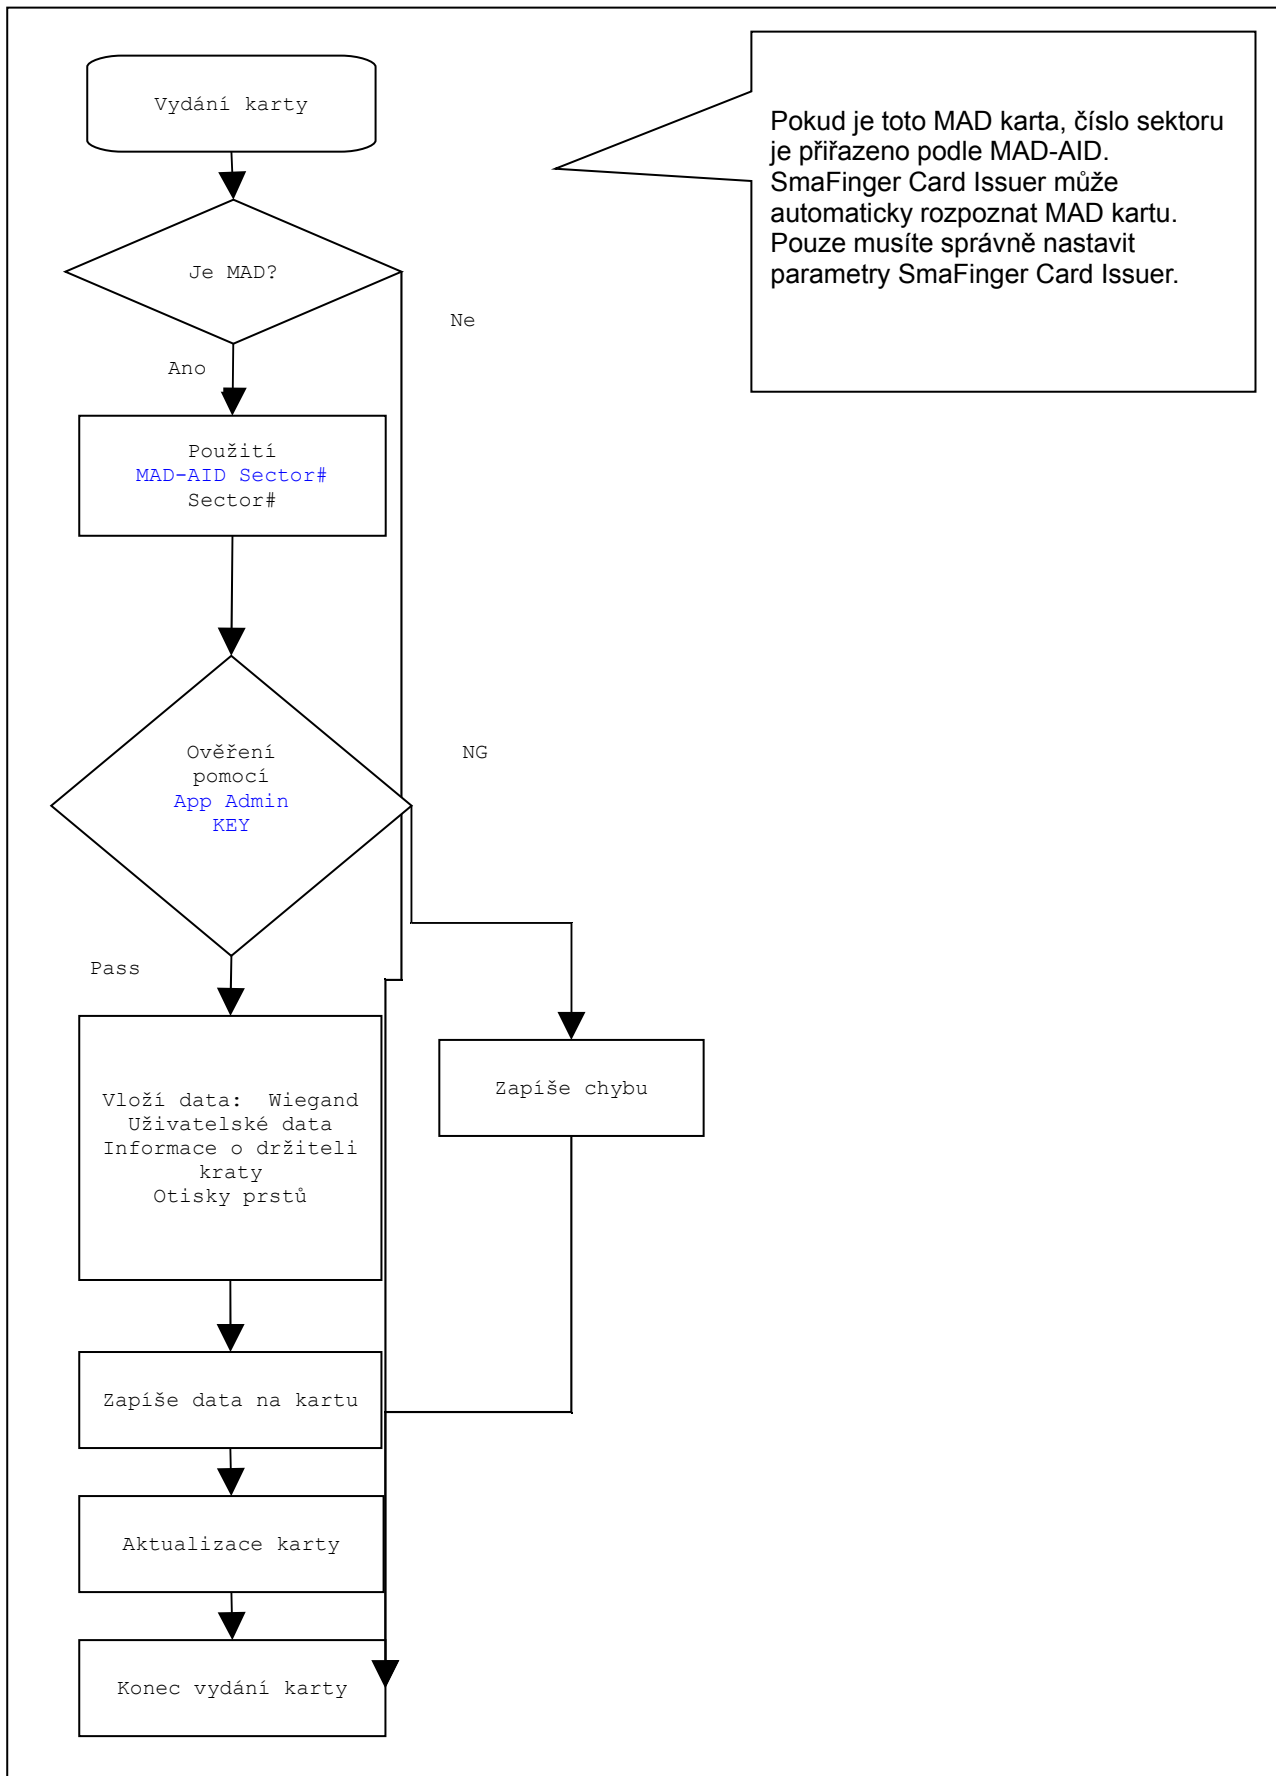 Vydání karty
Pokud je toto MAD karta, číslo sektoru
je přiřazeno podle MAD-AID.
SmaFinger Card Issuer může
automaticky rozpoznat MAD kartu.
Pouze musíte správně nastavit
parametry SmaFinger Card Issuer.
Je MAD?
Ne
Ano
Použití
MAD-AID Sector#
Sector#
Ověření
pomocí
App Admin
KEY
NG
Pass
Vloží data:  Wiegand
Uživatelské data
Informace o držiteli
kraty
Otisky prstů
Zapíše chybu
Zapíše data na kartu
Aktualizace karty
Konec vydání karty